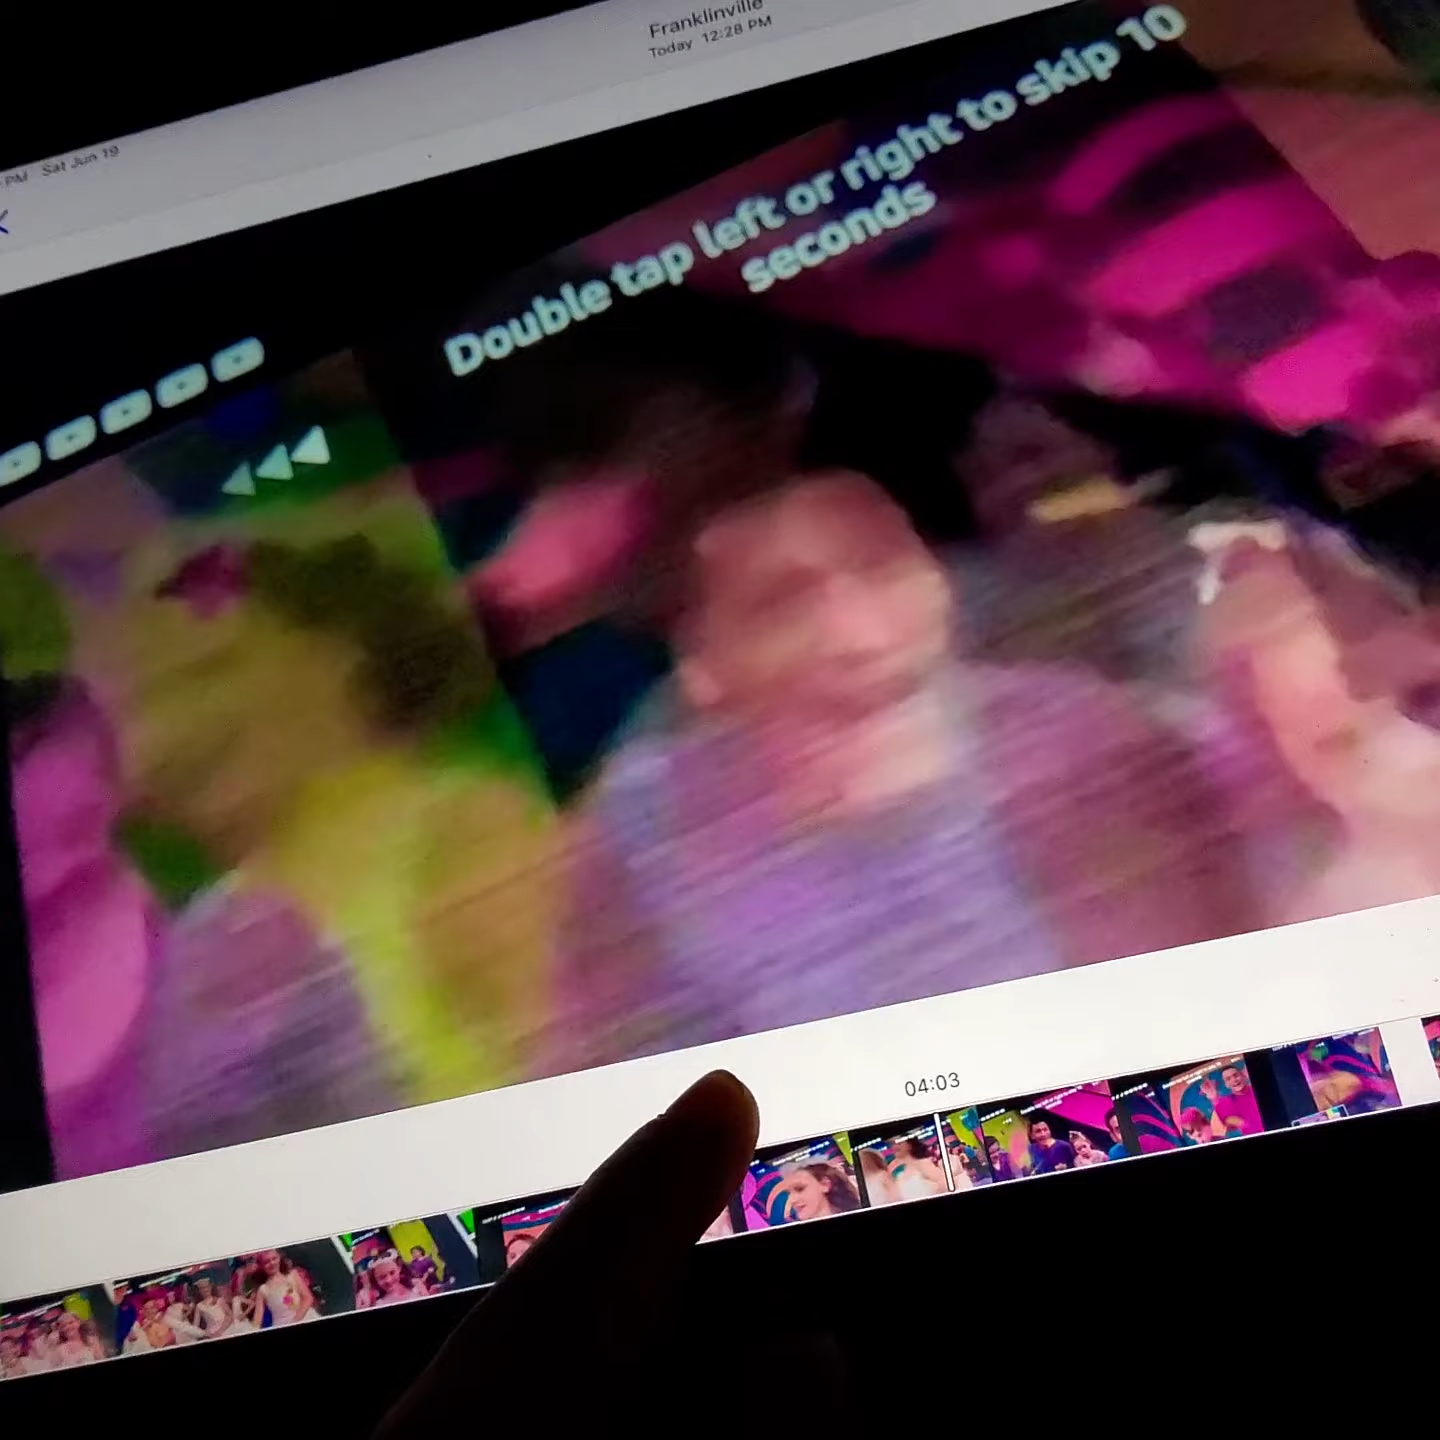 Franklinville
Today 12:28 PM
PM Sat Jun 19
Double tap left or right to skip 10
seconds
04:03